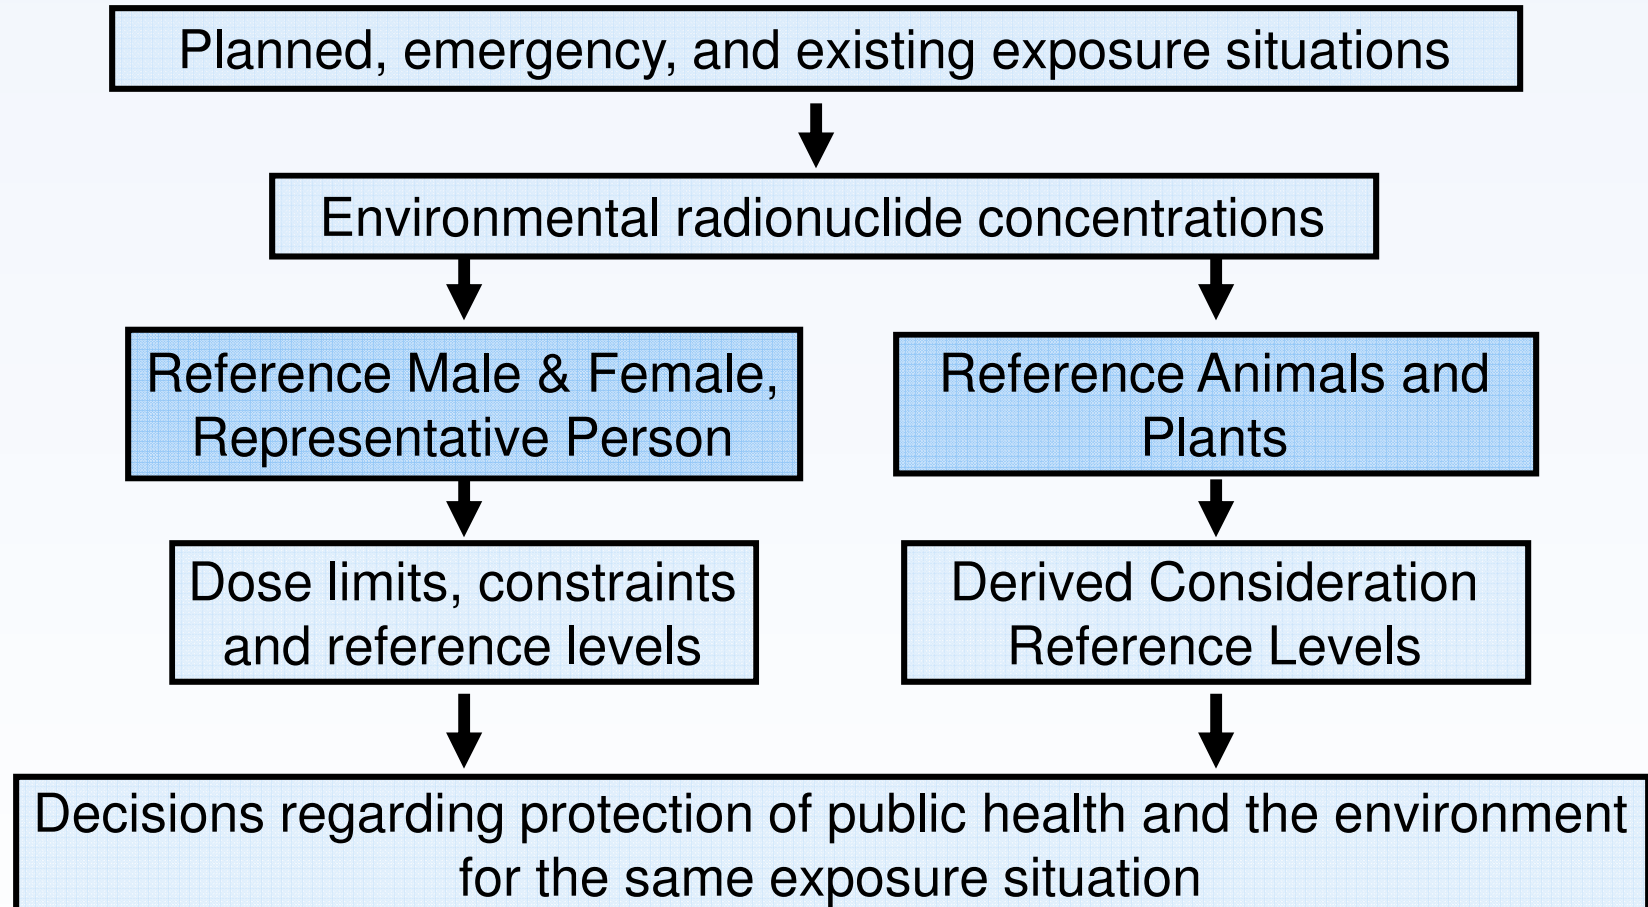 Planned, emergency, and existing exposure situations
Environmental radionuclide concentrations
Reference Male & Female,
Representative Person
Reference Animals and
Plants
Dose limits, constraints
and reference levels
Derived Consideration
Reference Levels
Decisions regarding protection of public health and the environment
for the same exposure situation